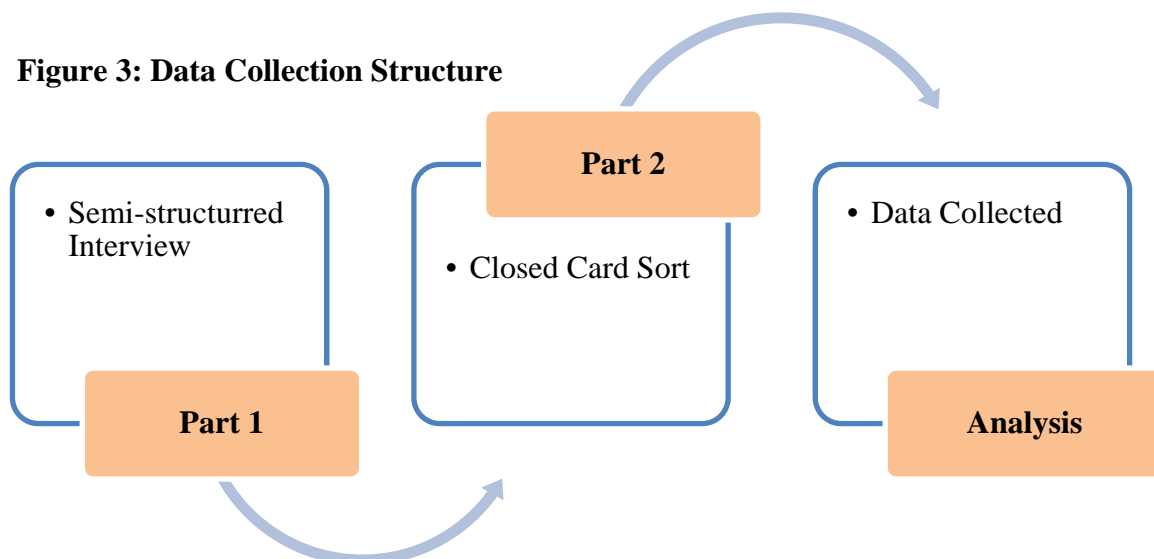 Figure 3: Data Collection Structure
• Semi-structurred
Interview
Part 1
Part 2
• Closed Card Sort
• Data Collected
Analysis